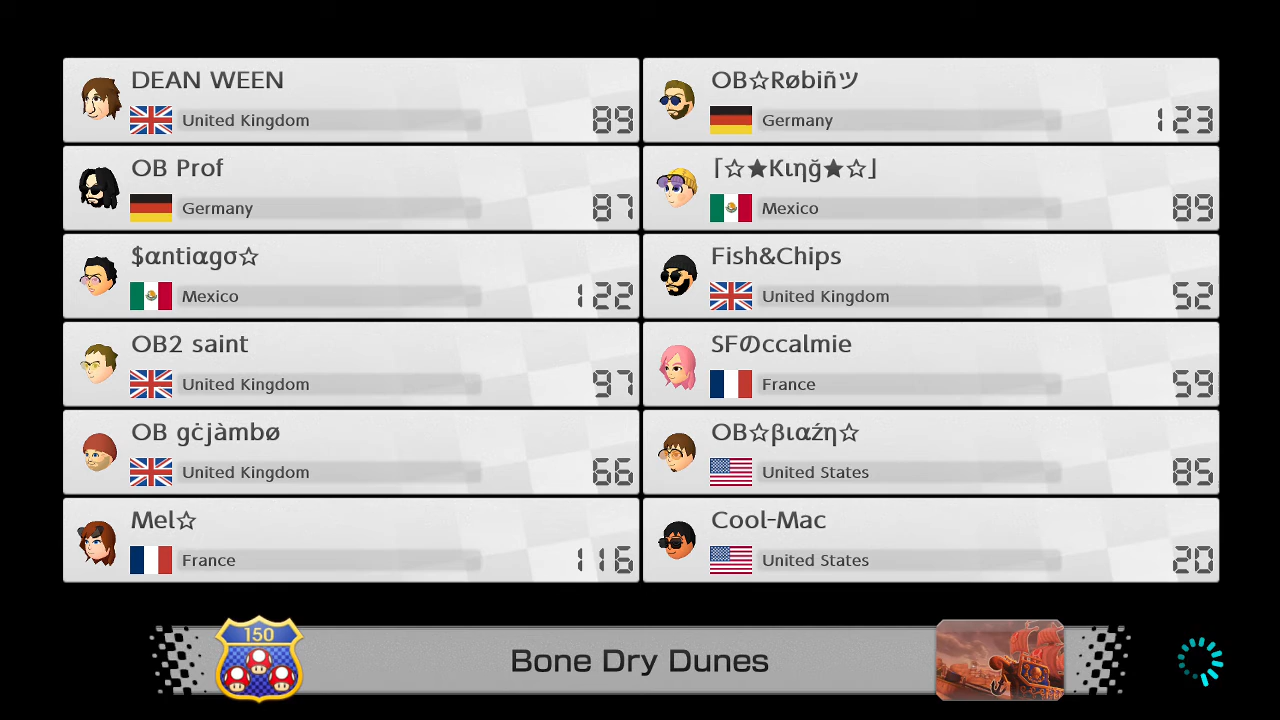 DEAN WEEN
United Kingdom
89
OB☆Røbiñツ
Germany
123
OB Prof
Germany
87
「☆★Kιηğ★☆」
Mexico
89
$αntiαgσ☆
Mexico
122
Fish&Chips
United Kingdom
52
OB2 saint
United Kingdom
97
SFのccalmie
France
59
OB gċjàmbø
United Kingdom
66
OB☆βιαźη☆
United States
85
Mel☆
France
116
Cool-Mac
United States
20
150
Bone Dry Dunes